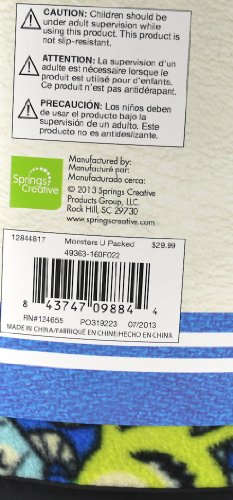 CAUTION: Children should be
under adult supervision while
using this product. This product is
not slip-resistant.
ATTENTION: La supervision d'un
adulte est nécessaire lorsque le
produit est utilisé pour d'enfants.
Ce produit n'est pas antidérapant.
PRECAUCIÓN: Los niños deben
de usar el producto bajo la
supervisión de un adulto. Este
producto no es antideslizante.
Springs
Creative
Manufactured by:
Manufacturé par:
Manufacturado cerca:
© 2013 Springs Creative
Products Group, LLC.
Rock Hill, SC 29730
www.springscreative.com
12844617 Monsters U Packed $29.99
49363-160F022
8 43747 09884 4
RN#124655 PO319223 07/2013
MADE IN CHINA/FABRIQUÉ EN CHINE/HECHO EN CHINA